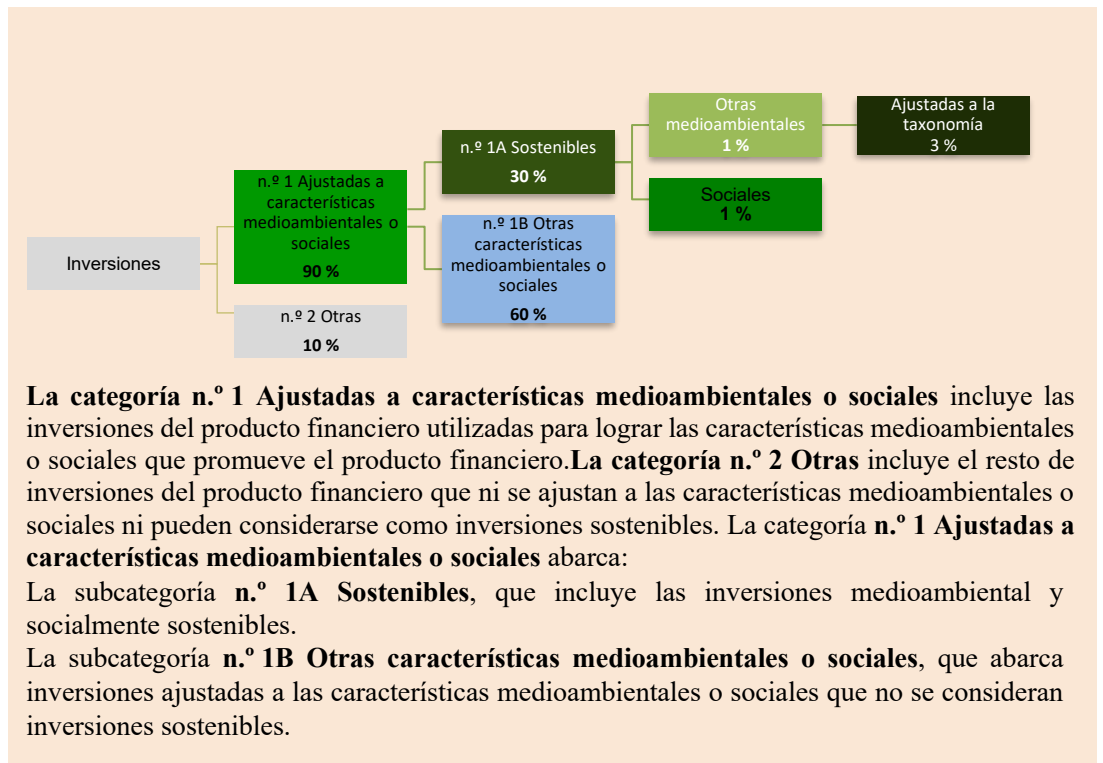 Otras
medioambientales
1 %
Ajustadas a la
taxonomía
3 %
n.º 1A Sostenibles
30 %
Sociales
1 %
n.º 1 Ajustadas a
características
medioambientales o
sociales
90 %
n.º 1B Otras
características
medioambientales o
sociales
60 %
Inversiones
n.º 2 Otras
10 %
La categoría n.º 1 Ajustadas a características medioambientales o sociales incluye las
inversiones del producto financiero utilizadas para lograr las características medioambientales
o sociales que promueve el producto financiero.La categoría n.º 2 Otras incluye el resto de
inversiones del producto financiero que ni se ajustan a las características medioambientales o
sociales ni pueden considerarse como inversiones sostenibles. La categoría n.º 1 Ajustadas a
características medioambientales o sociales abarca:
La subcategoría n.º 1A Sostenibles, que incluye las inversiones medioambiental y
socialmente sostenibles.
La subcategoría n.º 1B Otras características medioambientales o sociales, que abarca
inversiones ajustadas a las características medioambientales o sociales que no se consideran
inversiones sostenibles.